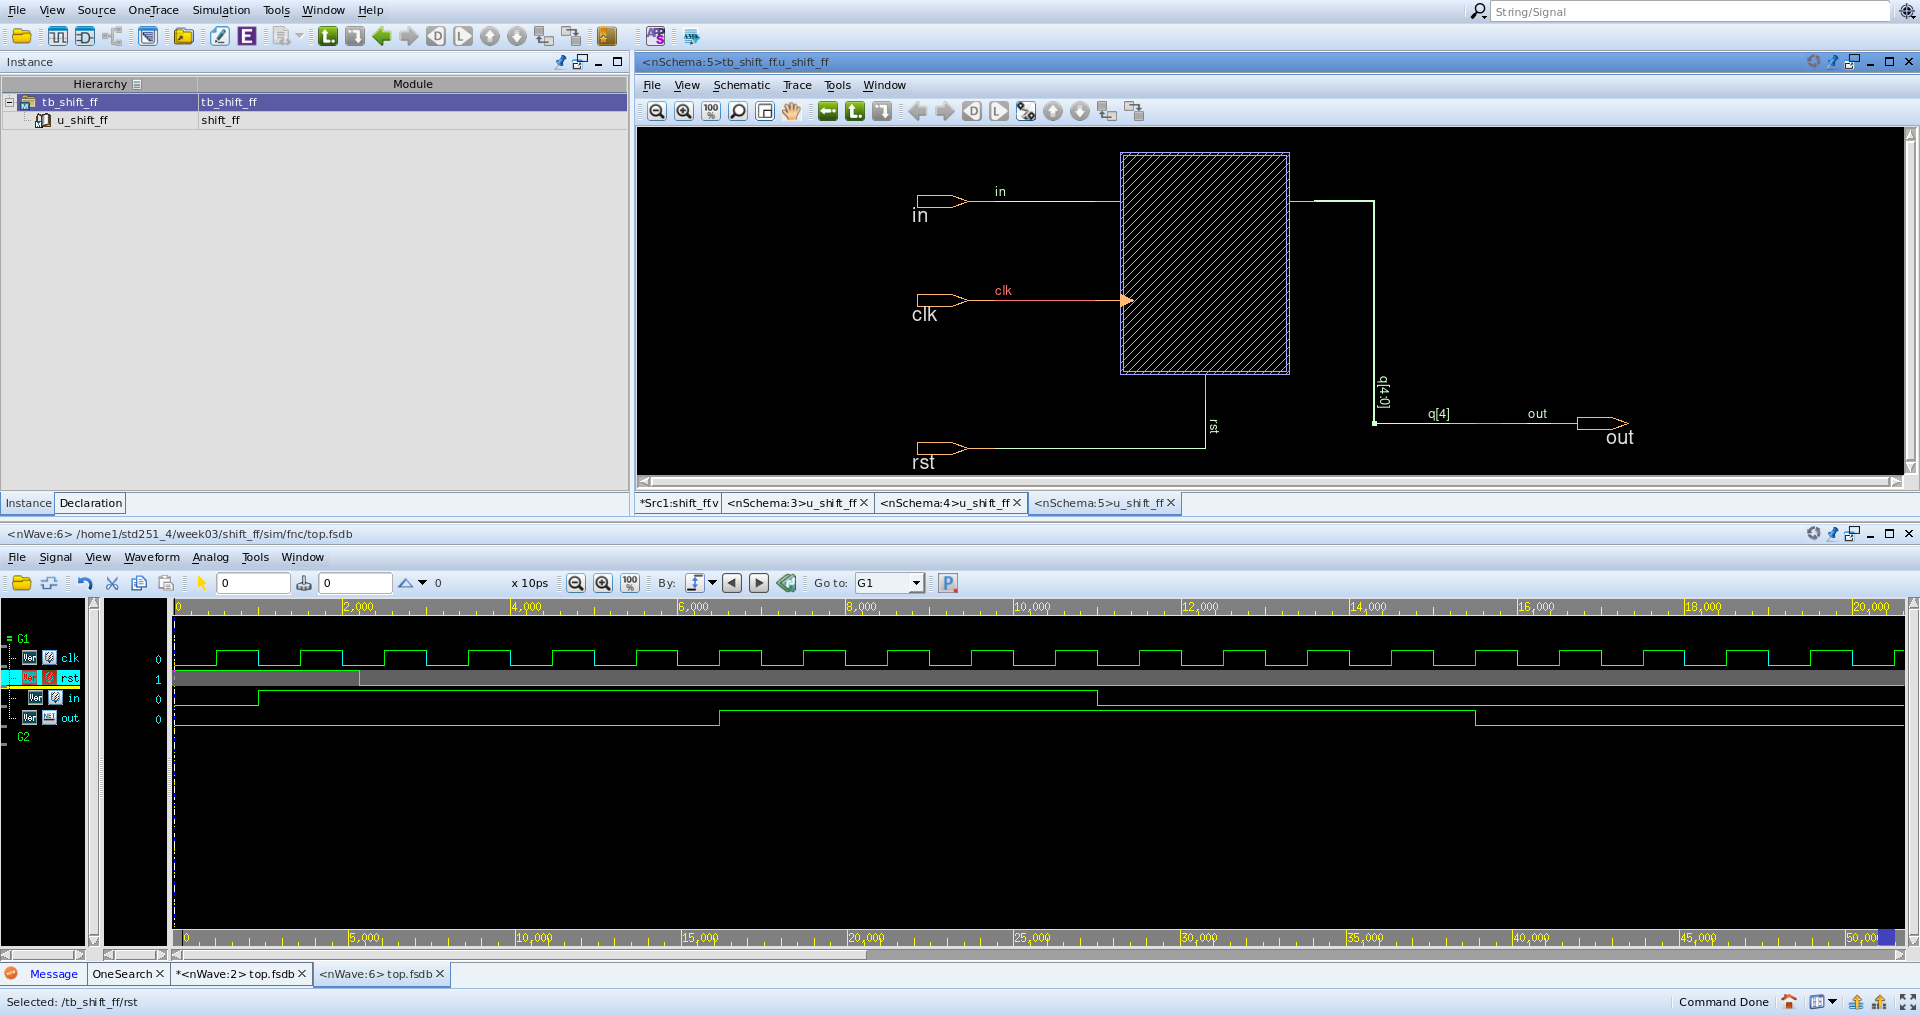 File View Source OneTrace Simulation Tools Window Help
String/Signal
Instance
Hierarchy Module
tb_shift_ff tb_shift_ff
u_shift_ff shift_ff
<nSchema:5>tb_shift_ff.u_shift_ff
File View Schematic Trace Tools Window
100%
in
in
clk
clk
rst
rst
q[4:0]
q[4] out
out
Instance Declaration
*Src1:shift_ff.v <nSchema:3>u_shift_ff <nSchema:4>u_shift_ff <nSchema:5>u_shift_ff
<nWave:6> /home1/std251_4/week03/shift_ff/sim/fnc/top.fsdb
File Signal View Waveform Analog Tools Window
0 0 0 x 10ps 100% By: Go to: G1
0 2,000 4,000 6,000 8,000 10,000 12,000 14,000 16,000 18,000 20,000
G1
clk 0
rst 1
in 0
out 0
G2
0 5,000 10,000 15,000 20,000 25,000 30,000 35,000 40,000 45,000 50,00
Message OneSearch *<nWave:2> top.fsdb <nWave:6> top.fsdb
Selected: /tb_shift_ff/rst Command Done